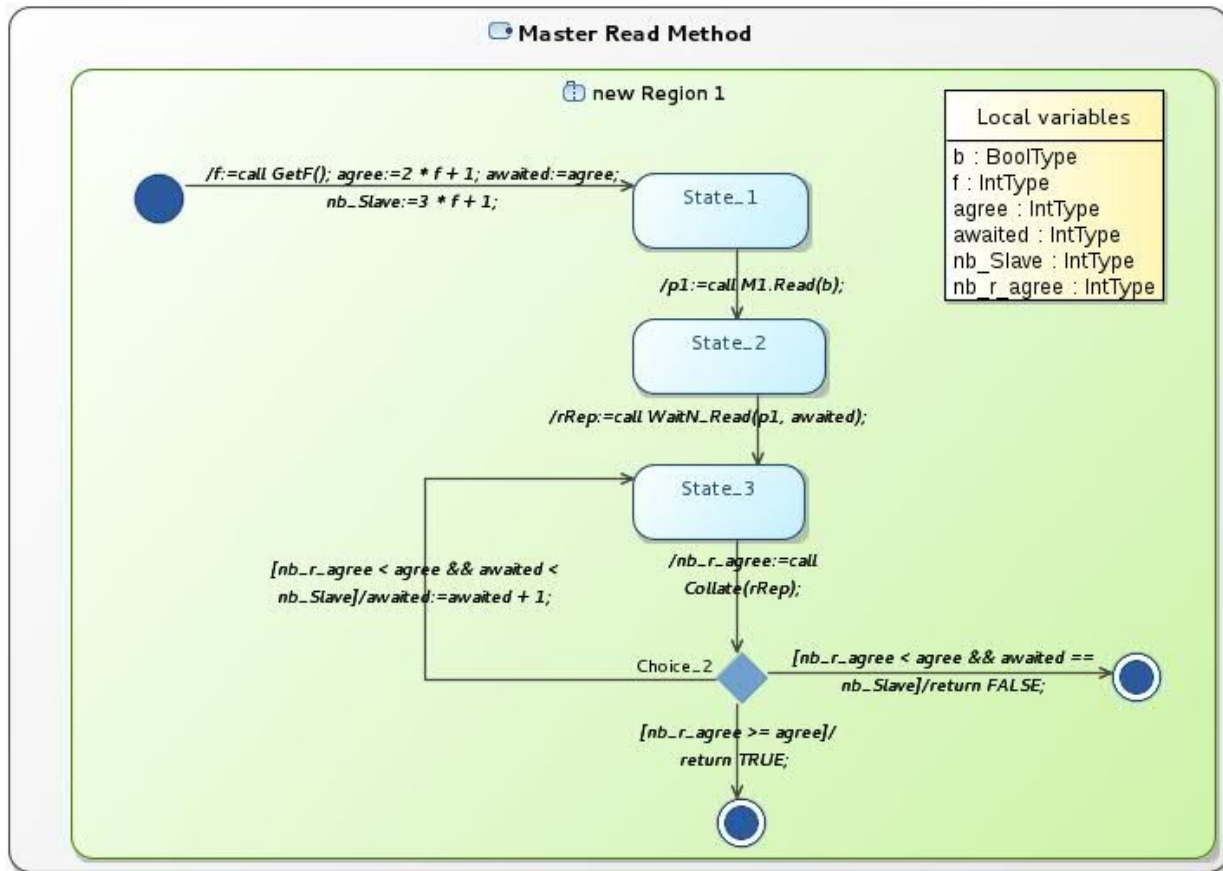 Master Read Method
new Region 1
Local variables
b : BoolType
f : IntType
agree : IntType
awaited : IntType
nb_Slave : IntType
nb_r_agree : IntType
/f:=call GetF(); agree:=2 * f + 1; awaited:=agree;
nb_Slave:=3 * f + 1;
State_1
/p1:=call M1.Read(b);
State_2
/rRep:=call WaitN_Read(p1, awaited);
State_3
[nb_r_agree < agree && awaited <
nb_Slave]/awaited:=awaited + 1;
/nb_r_agree:=call
Collate(rRep);
Choice_2
[nb_r_agree < agree && awaited ==
nb_Slave]/return FALSE;
[nb_r_agree >= agree]/
return TRUE;